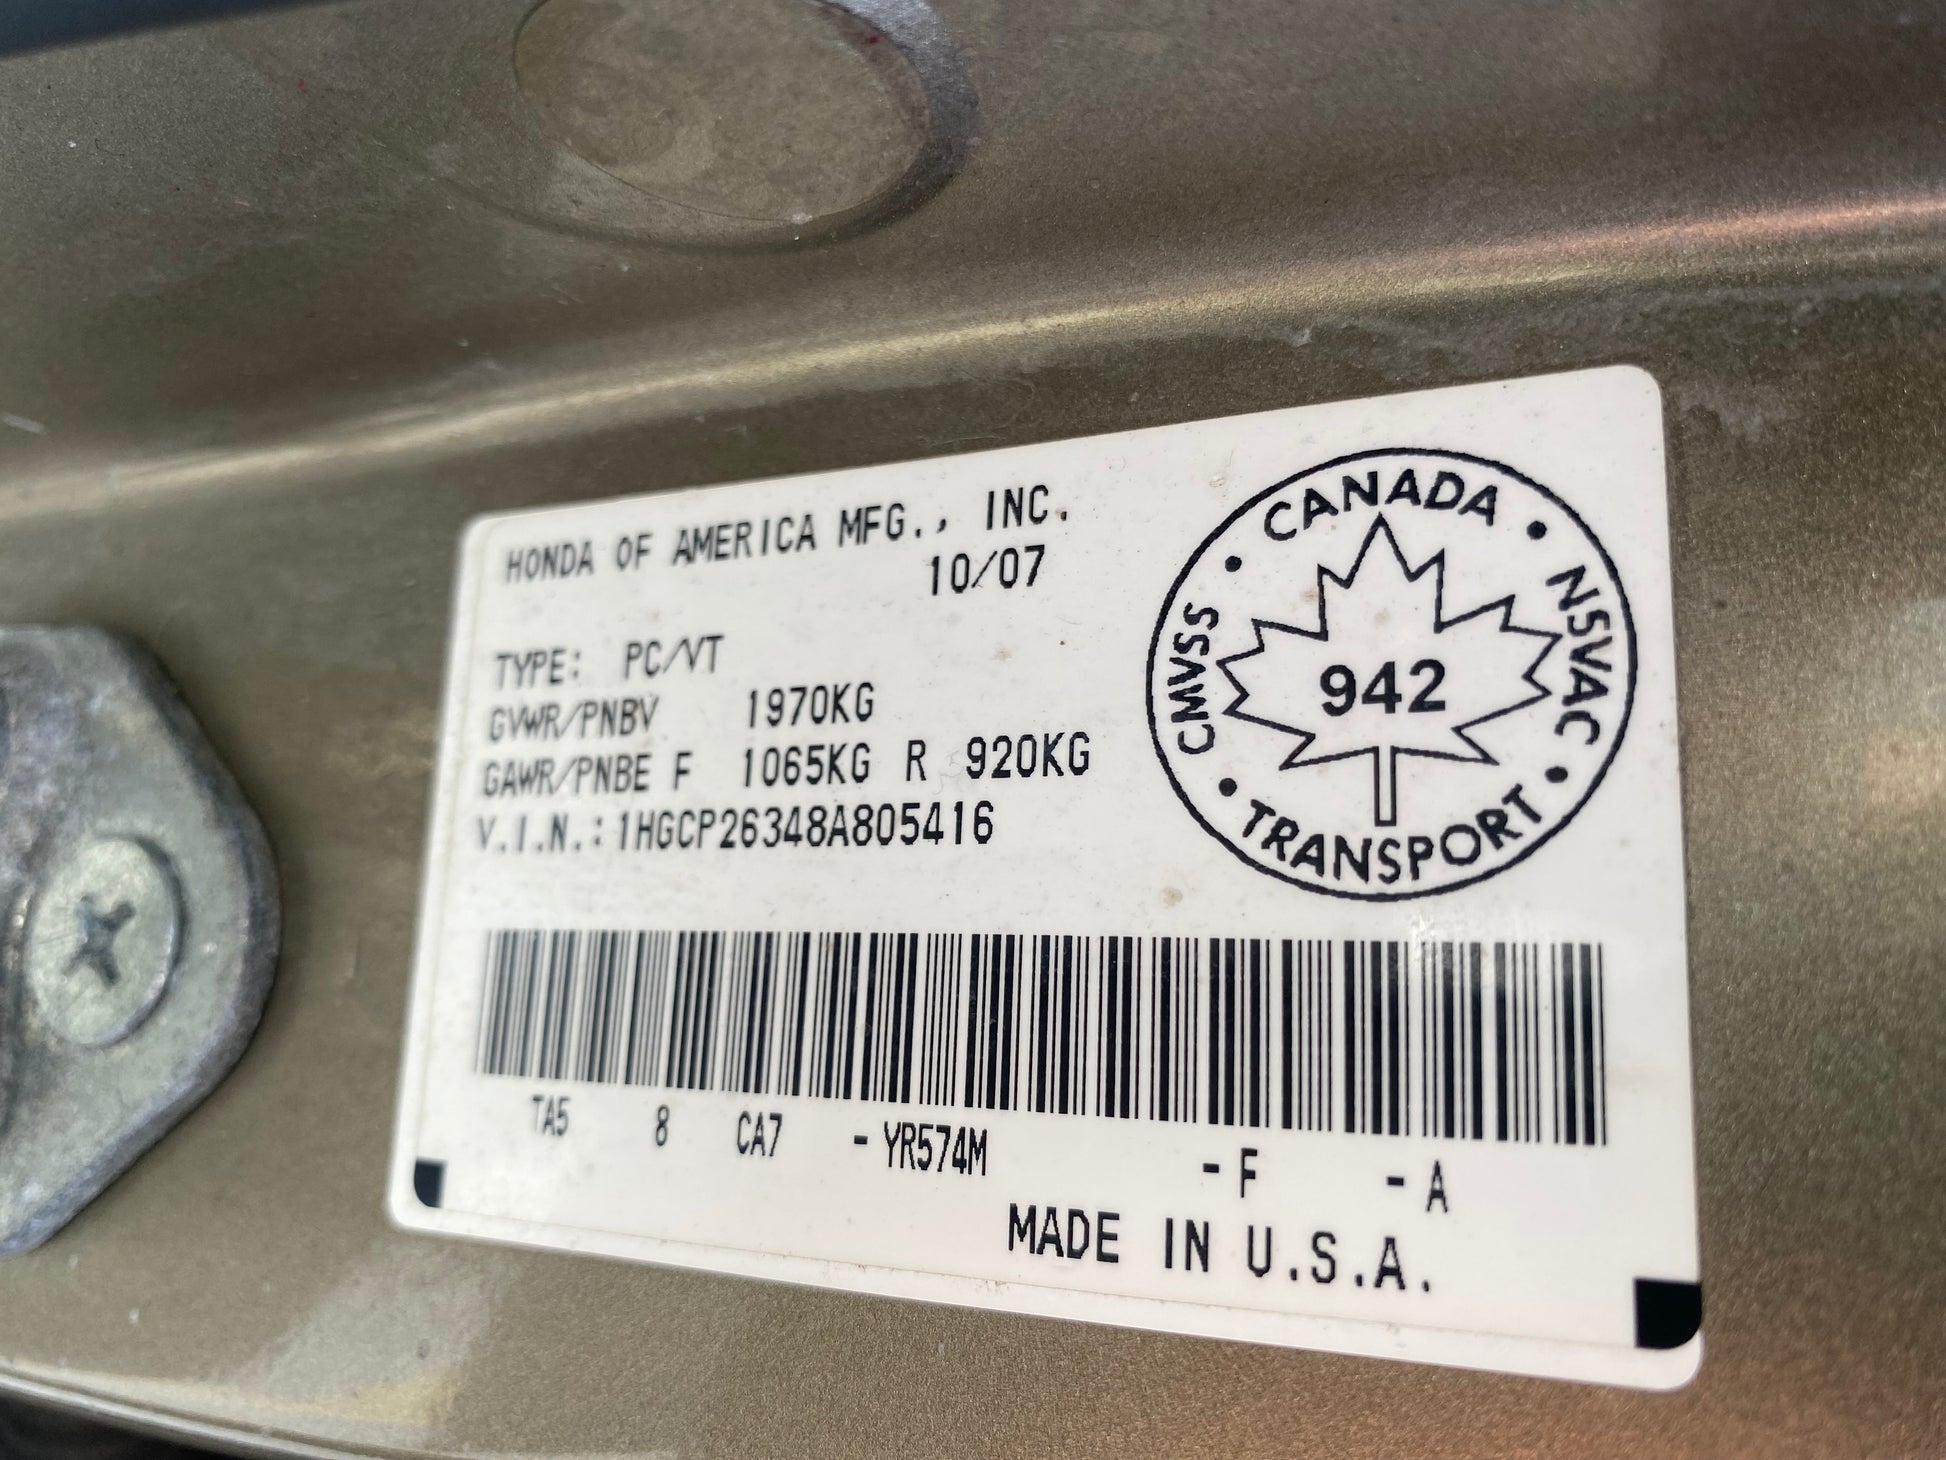 HONDA OF AMERICA MFG., INC.
10/07
TYPE: PC/VT
GVWR/PNBV 1970KG
GAWR/PNBE F 1065KG R 920KG
V.I.N.: 1HGCP26348A805416
CANADA • NSVAC • TRANSPORT • CMVSS •
942
TA5 8 CA7 - YR574M - F - A
MADE IN U.S.A.